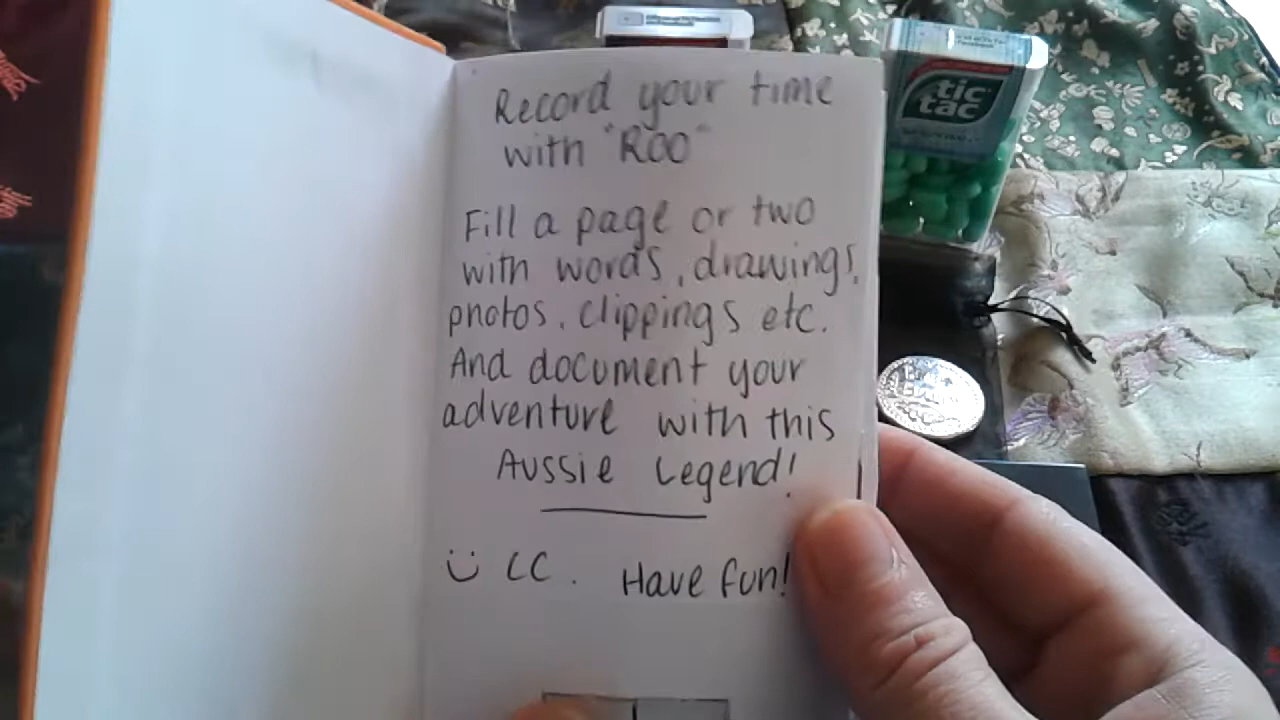 Record your time
with "Roo"
Fill a page or two
with words, drawings,
photos, clippings etc.
And document your
adventure with this
Aussie Legend!
CC. Have fun!
tic
tac